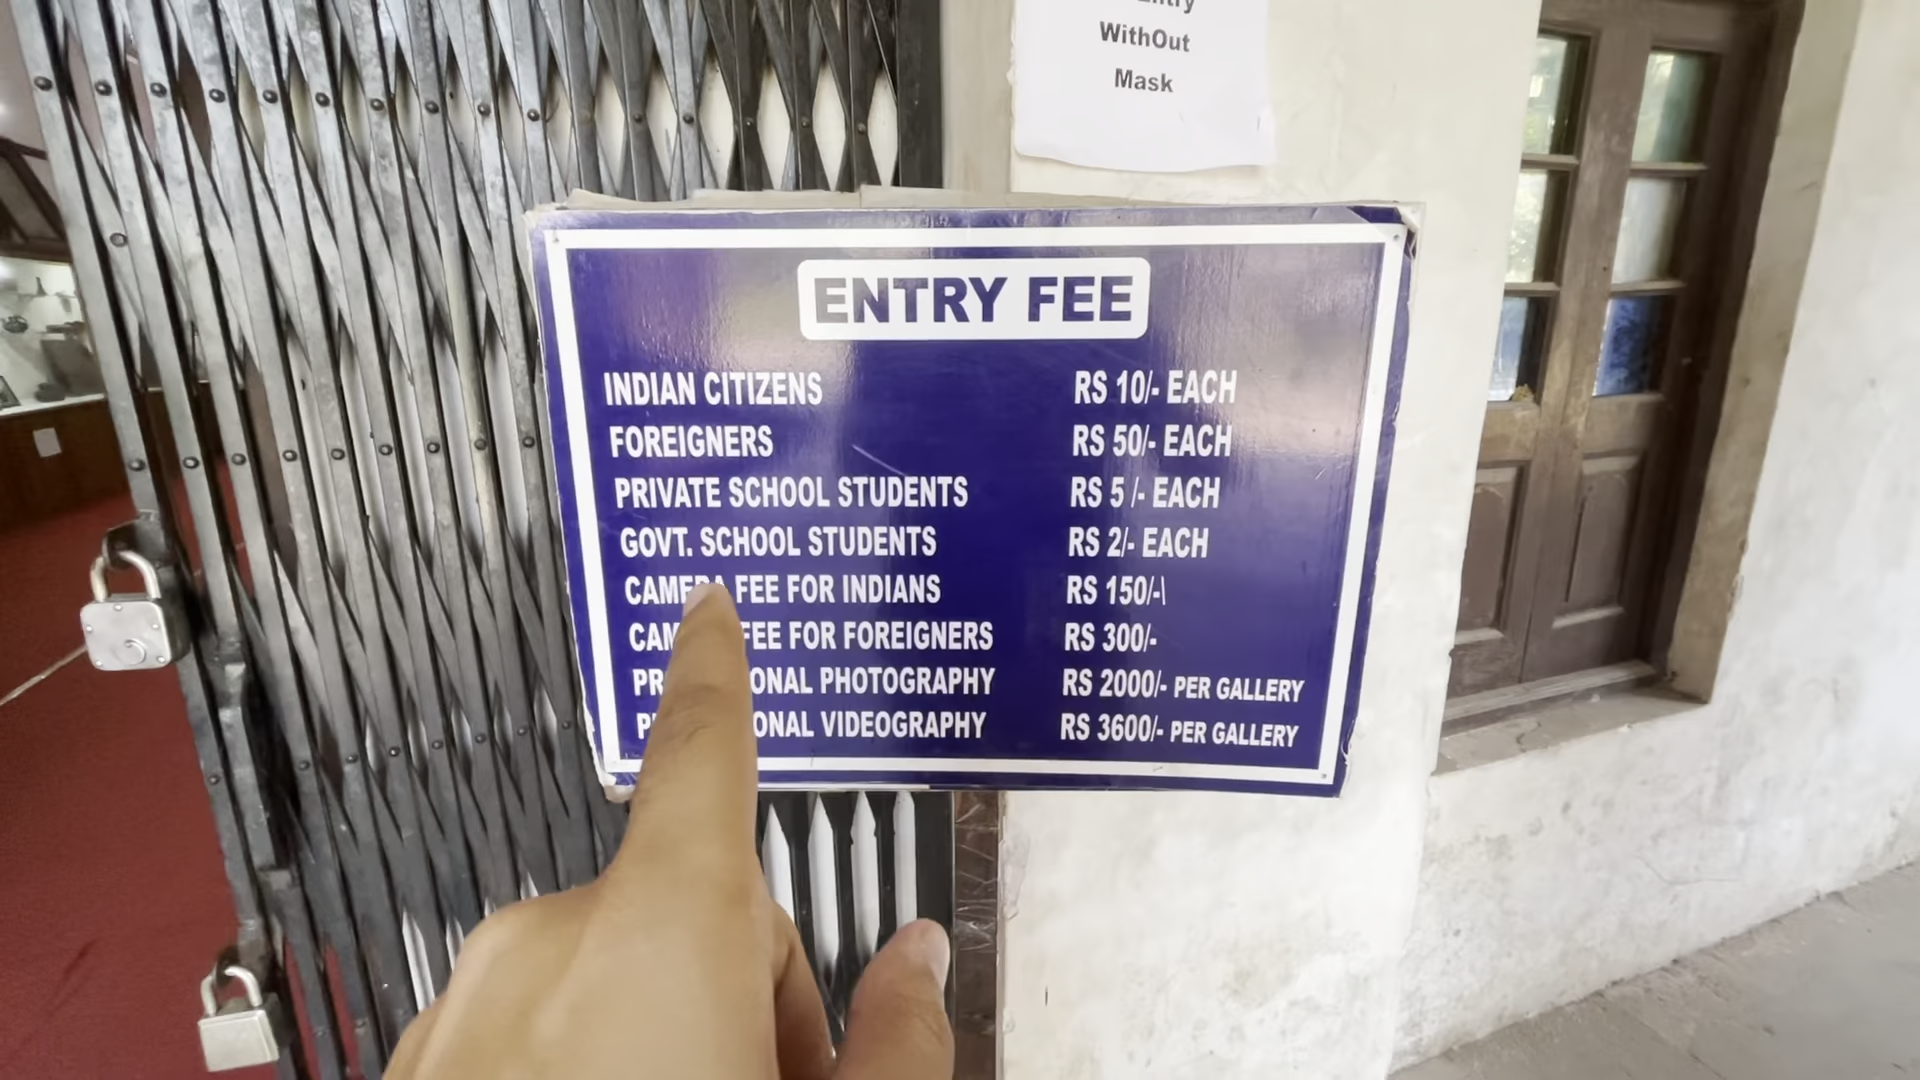 WithOut
Mask
ENTRY FEE
INDIAN CITIZENS RS 10/- EACH
FOREIGNERS RS 50/- EACH
PRIVATE SCHOOL STUDENTS RS 5 /- EACH
GOVT. SCHOOL STUDENTS RS 2/- EACH
CAMERA FEE FOR INDIANS RS 150/-\
FEE FOR FOREIGNERS RS 300/-
PHOTOGRAPHY RS 2000/- PER GALLERY
VIDEOGRAPHY RS 3600/- PER GALLERY